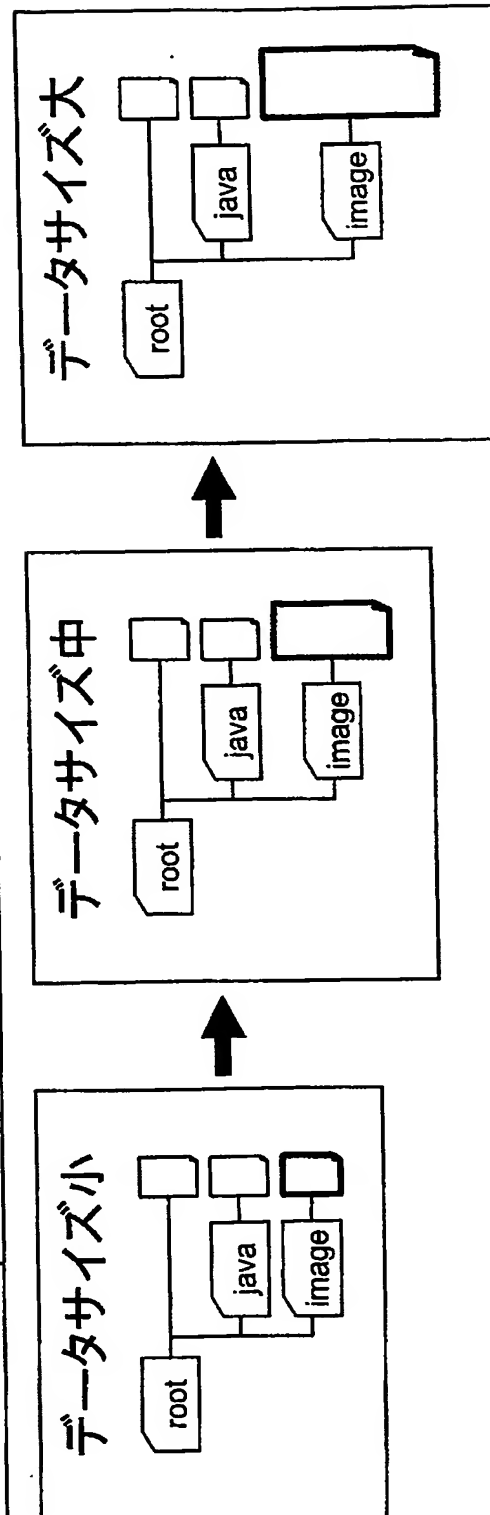 データサイズ小
root
java
image
データサイズ中
root
java
image
データサイズ大
root
java
image